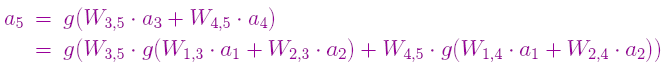 a₅ = g(W₃,₅ · a₃ + W₄,₅ · a₄)
= g(W₃,₅ · g(W₁,₃ · a₁ + W₂,₃ · a₂) + W₄,₅ · g(W₁,₄ · a₁ + W₂,₄ · a₂))